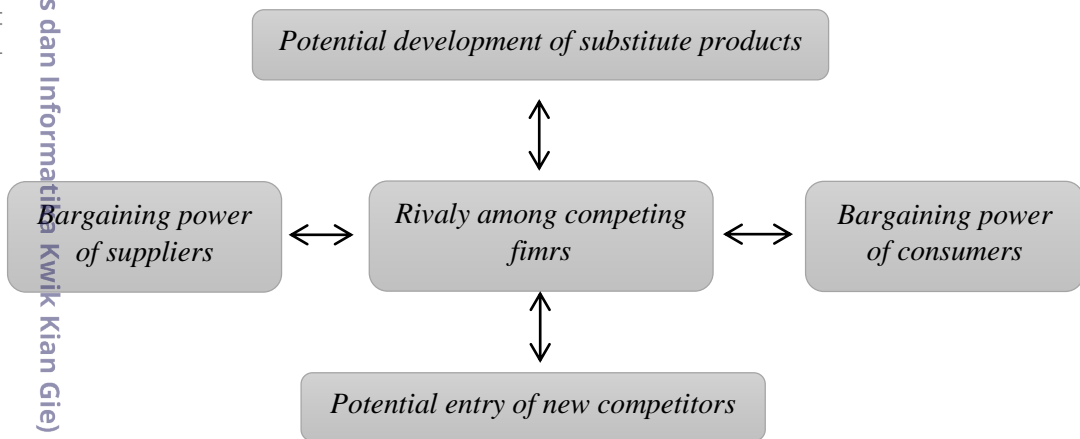 Potential development of substitute products
Bargaining power
of suppliers
Rivaly among competing
fimrs
Bargaining power
of consumers
Potential entry of new competitors
s dan Informatika Kwik Kian Gie)